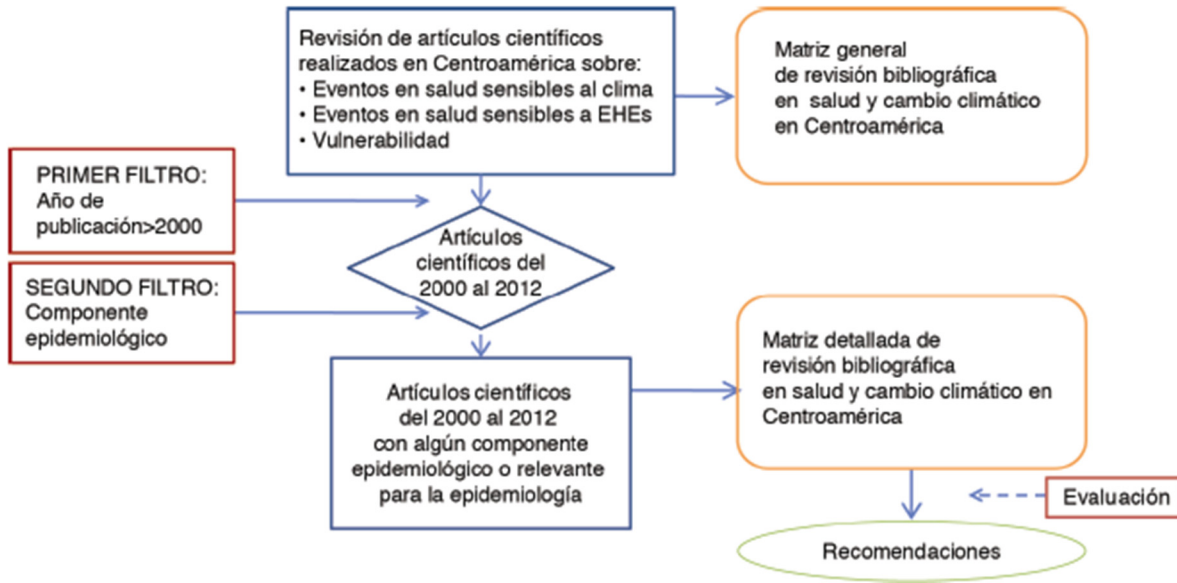 Revisión de artículos científicos
realizados en Centroamérica sobre:
• Eventos en salud sensibles al clima
• Eventos en salud sensibles a EHEs
• Vulnerabilidad
Matriz general
de revisión bibliográfica
en salud y cambio climático
en Centroamérica
PRIMER FILTRO:
Año de
publicación>2000
Artículos
científicos del
2000 al 2012
SEGUNDO FILTRO:
Componente
epidemiológico
Artículos científicos
del 2000 al 2012
con algún componente
epidemiológico o relevante
para la epidemiología
Matriz detallada de
revisión bibliográfica
en salud y cambio climático en
Centroamérica
Evaluación
Recomendaciones